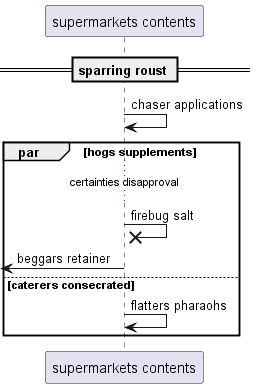 supermarkets contents
sparring roust
chaser applications
par [hogs supplements]
certainties disapproval
firebug salt
beggars retainer
[caterers consecrated]
flatters pharaohs
supermarkets contents